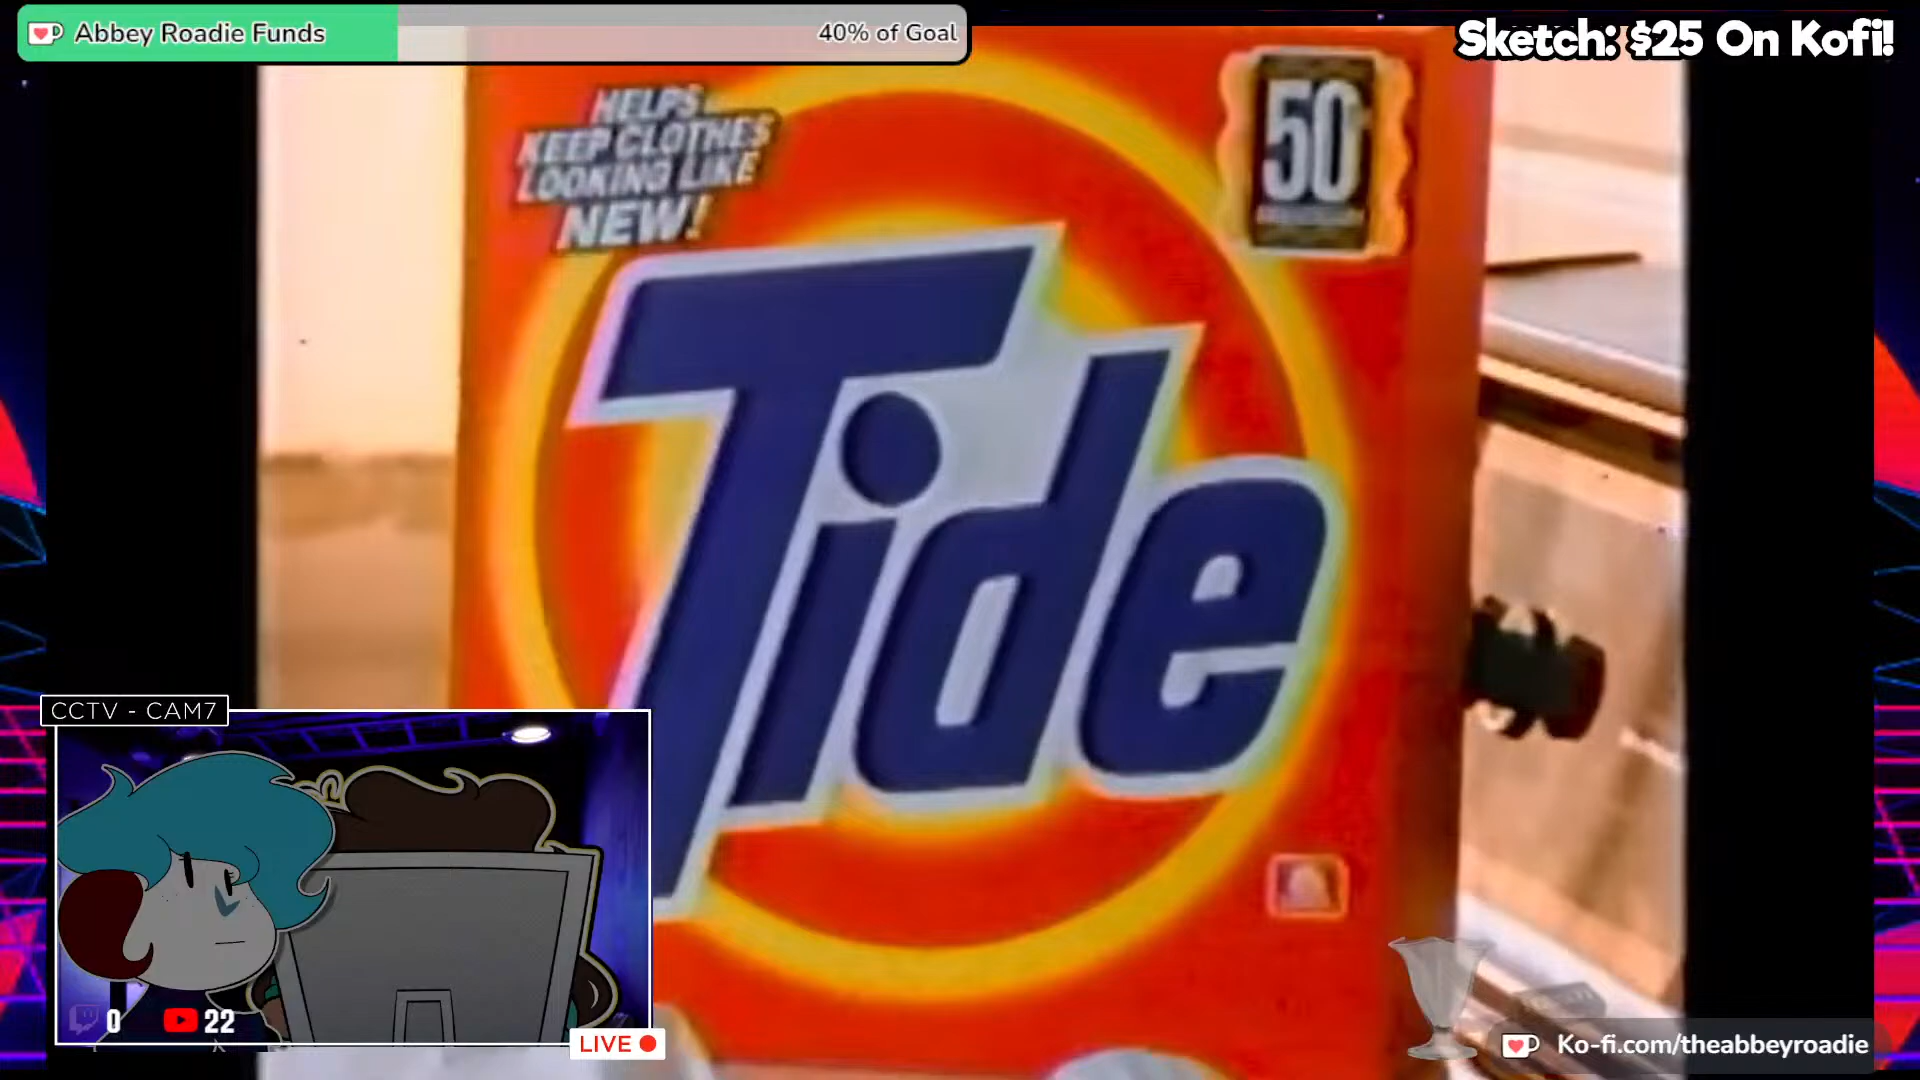 Abbey Roadie Funds
40% of Goal
Sketch: $25 On Kofi!
HELPS
KEEP CLOTHES
LOOKING LIKE
NEW!
50
Tide
CCTV - CAM7
0
22
LIVE
Ko-fi.com/theabbeyroadie